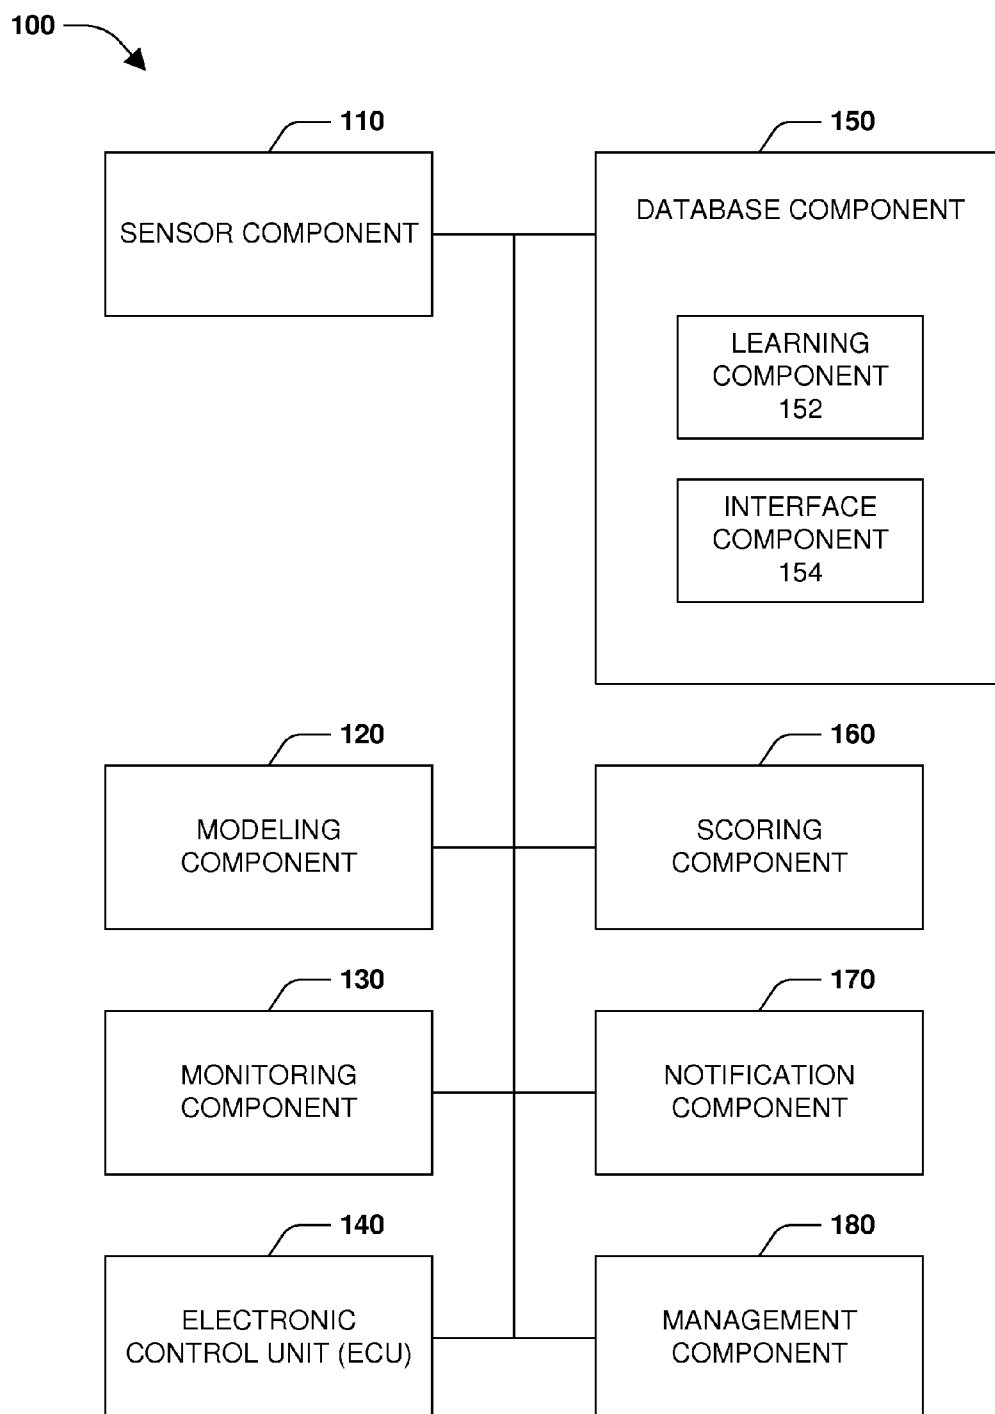 100
110
SENSOR COMPONENT
150
DATABASE COMPONENT
LEARNING
COMPONENT
152
INTERFACE
COMPONENT
154
120
MODELING
COMPONENT
160
SCORING
COMPONENT
130
MONITORING
COMPONENT
170
NOTIFICATION
COMPONENT
140
ELECTRONIC
CONTROL UNIT (ECU)
180
MANAGEMENT
COMPONENT